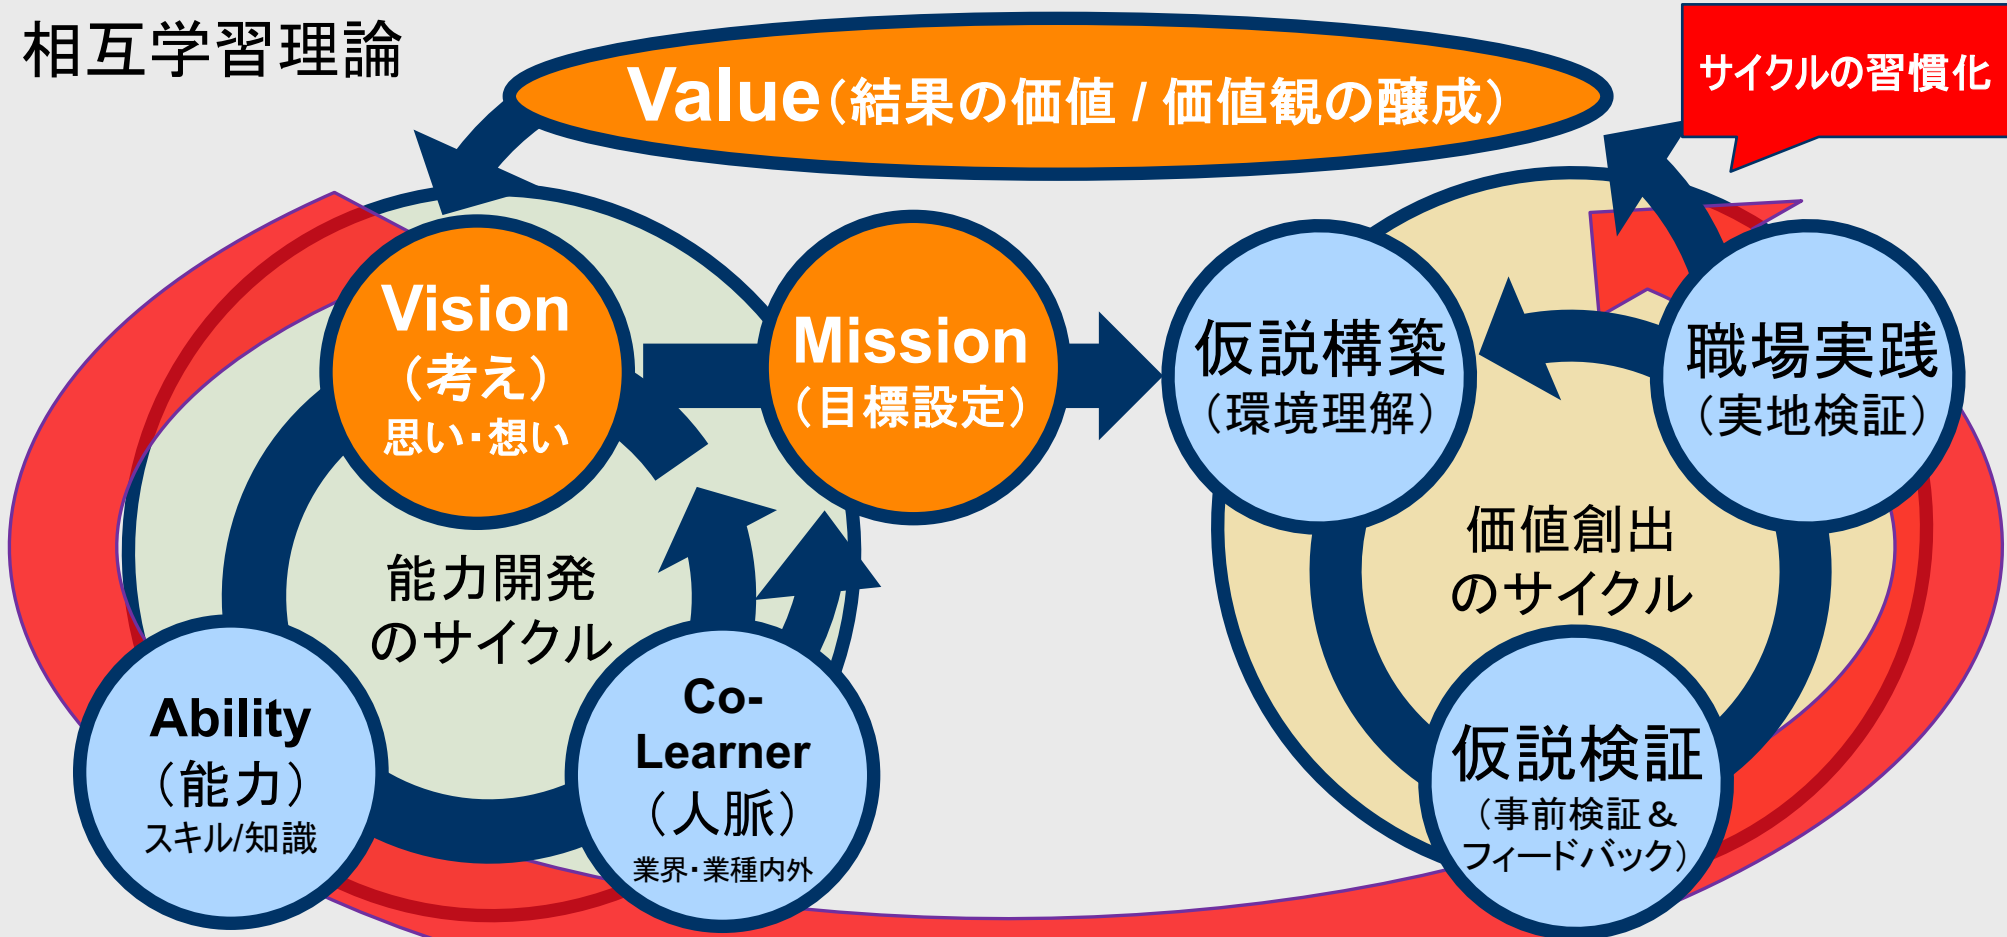 相互学習理論
Value（結果の価値 / 価値観の醸成）
サイクルの習慣化
Vision
（考え）
思い・想い
Mission
（目標設定）
仮説構築
（環境理解）
職場実践
（実地検証）
能力開発
のサイクル
価値創出
のサイクル
Ability
（能力）
スキル/知識
Co-
Learner
（人脈）
業界・業種内外
仮説検証
（事前検証＆
フィードバック）